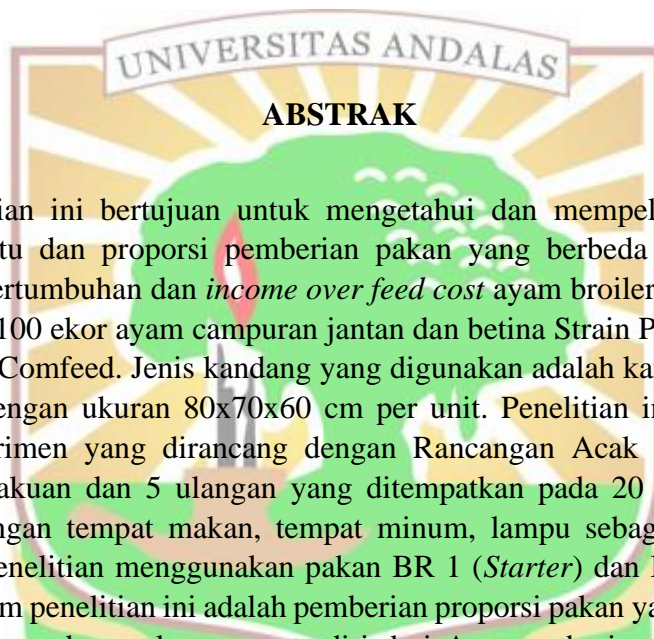 UNIVERSITAS ANDALAS
ABSTRAK
ian ini bertujuan untuk mengetahui dan mempel
tu dan proporsi pemberian pakan yang berbeda
ertumbuhan dan income over feed cost ayam broiler
100 ekor ayam campuran jantan dan betina Strain P
Comfeed. Jenis kandang yang digunakan adalah ka
engan ukuran 80x70x60 cm per unit. Penelitian in
rimen yang dirancang dengan Rancangan Acak
akuan dan 5 ulangan yang ditempatkan pada 20
ngan tempat makan, tempat minum, lampu sebag
enelitian menggunakan pakan BR 1 (Starter) dan
m penelitian ini adalah pemberian proporsi pakan ya